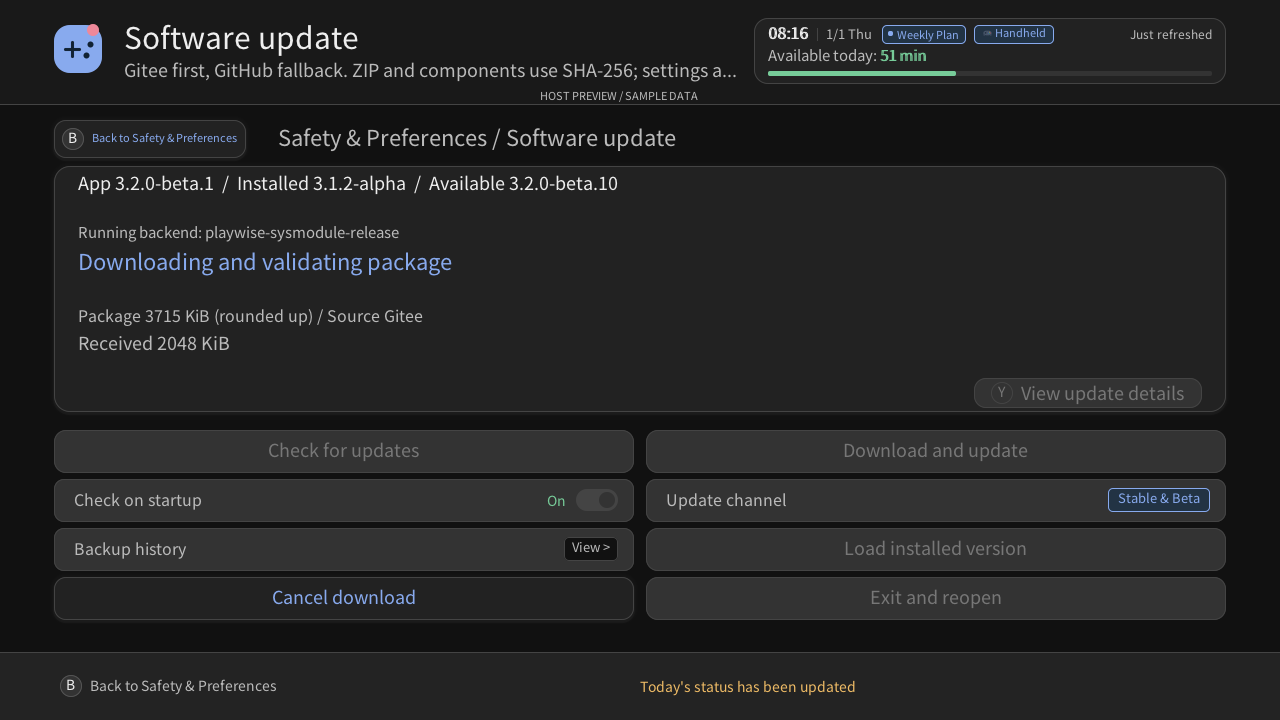 Software update
Gitee first, GitHub fallback. ZIP and components use SHA-256; settings a...
08:16 | 1/1 Thu Weekly Plan Handheld Just refreshed
Available today: 51 min
HOST PREVIEW / SAMPLE DATA
B Back to Safety & Preferences
Safety & Preferences / Software update
App 3.2.0-beta.1 / Installed 3.1.2-alpha / Available 3.2.0-beta.10
Running backend: playwise-sysmodule-release
Downloading and validating package
Package 3715 KiB (rounded up) / Source Gitee
Received 2048 KiB
Y View update details
Check for updates
Download and update
Check on startup On
Update channel Stable & Beta
Backup history View >
Load installed version
Cancel download
Exit and reopen
B Back to Safety & Preferences
Today's status has been updated